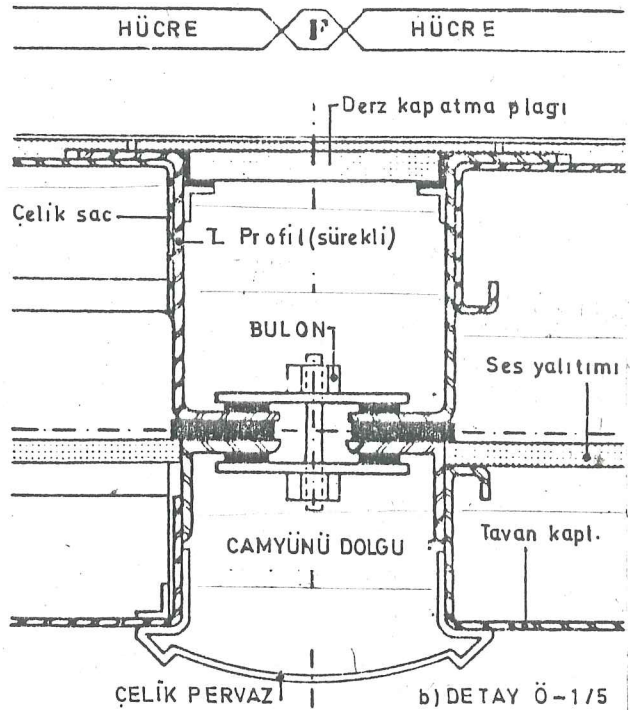 HÜCRE F HÜCRE
Derz kapatma plagı
Çelik sac
Z Profil (sürekli)
BULON
Ses yalıtımı
CAMYÜNÜ DOLGU
Tavan kapl.
ÇELİK PERVAZ
b) DETAY Ö-1/5